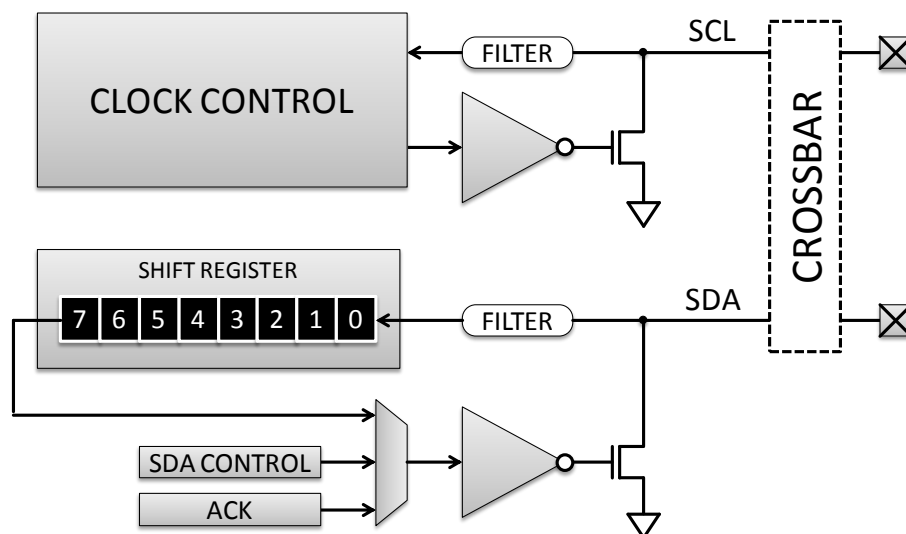 SCL
FILTER
CLOCK CONTROL
CROSSBAR
SHIFT REGISTER
7 6 5 4 3 2 1 0
SDA
FILTER
SDA CONTROL
ACK